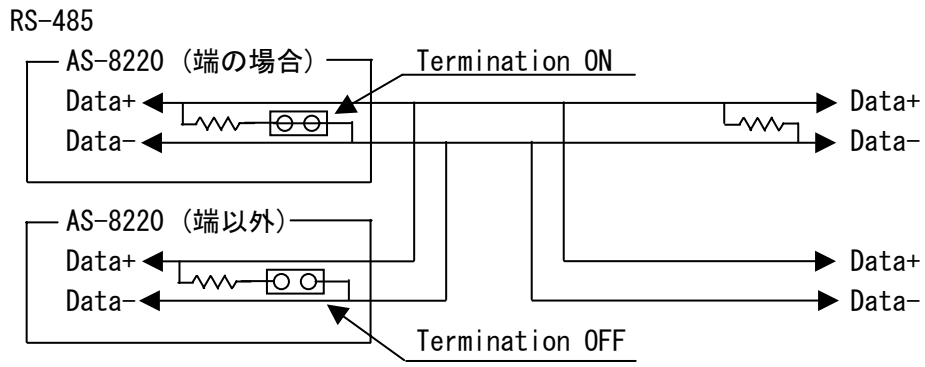 RS-485
AS-8220 (端の場合)
Termination ON
Data+
Data+
Data-
Data-
AS-8220 (端以外)
Data+
Data+
Data-
Data-
Termination OFF